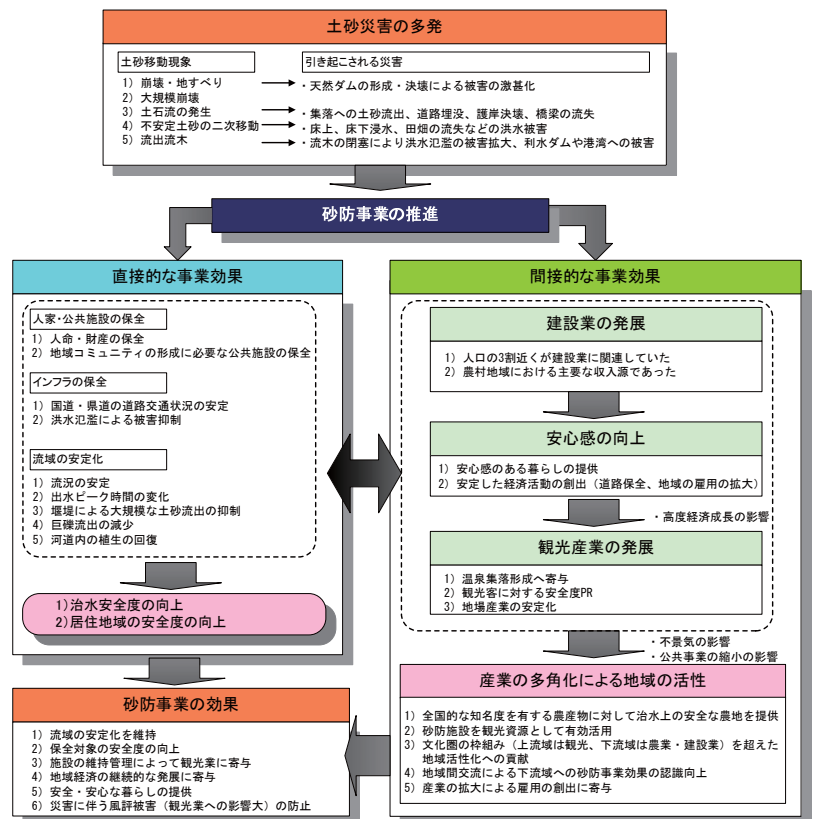 土砂災害の多発
土砂移動現象
1） 崩壊・地すべり
2） 大規模崩壊
3） 土石流の発生
4） 不安定土砂の二次移動
5） 流出流木
引き起こされる災害
・天然ダムの形成・決壊による被害の激甚化
・集落への土砂流出、道路埋没、護岸決壊、橋梁の流失
・床上、床下浸水、田畑の流失などの洪水被害
・流木の閉塞により洪水氾濫の被害拡大、利水ダムや港湾への被害
砂防事業の推進
直接的な事業効果
人家・公共施設の保全
1） 人命・財産の保全
2） 地域コミュニティの形成に必要な公共施設の保全
インフラの保全
1） 国道・県道の道路交通状況の安定
2） 洪水氾濫による被害抑制
流域の安定化
1） 流況の安定
2） 出水ピーク時間の変化
3） 堰堤による大規模な土砂流出の抑制
4） 巨礫流出の減少
5） 河道内の植生の回復
1)治水安全度の向上
2)居住地域の安全度の向上
間接的な事業効果
建設業の発展
1） 人口の3割近くが建設業に関連していた
2） 農村地域における主要な収入源であった
安心感の向上
1） 安心感のある暮らしの提供
2） 安定した経済活動の創出（道路保全、地域の雇用の拡大）
・高度経済成長の影響
観光産業の発展
1） 温泉集落形成へ寄与
2） 観光客に対する安全度PR
3） 地場産業の安定化
・不景気の影響
・公共事業の縮小の影響
産業の多角化による地域の活性
1） 全国的な知名度を有する農産物に対して治水上の安全な農地を提供
2） 砂防施設を観光資源として有効活用
3） 文化圏の枠組み（上流域は観光、下流域は農業・建設業）を超えた
地域活性化への貢献
4） 地域間交流による下流域への砂防事業効果の認識向上
5） 産業の拡大による雇用の創出に寄与
砂防事業の効果
1） 流域の安定化を維持
2） 保全対象の安全度の向上
3） 施設の維持管理によって観光業に寄与
4） 地域経済の継続的な発展に寄与
5） 安全・安心な暮らしの提供
6） 災害に伴う風評被害（観光業への影響大）の防止